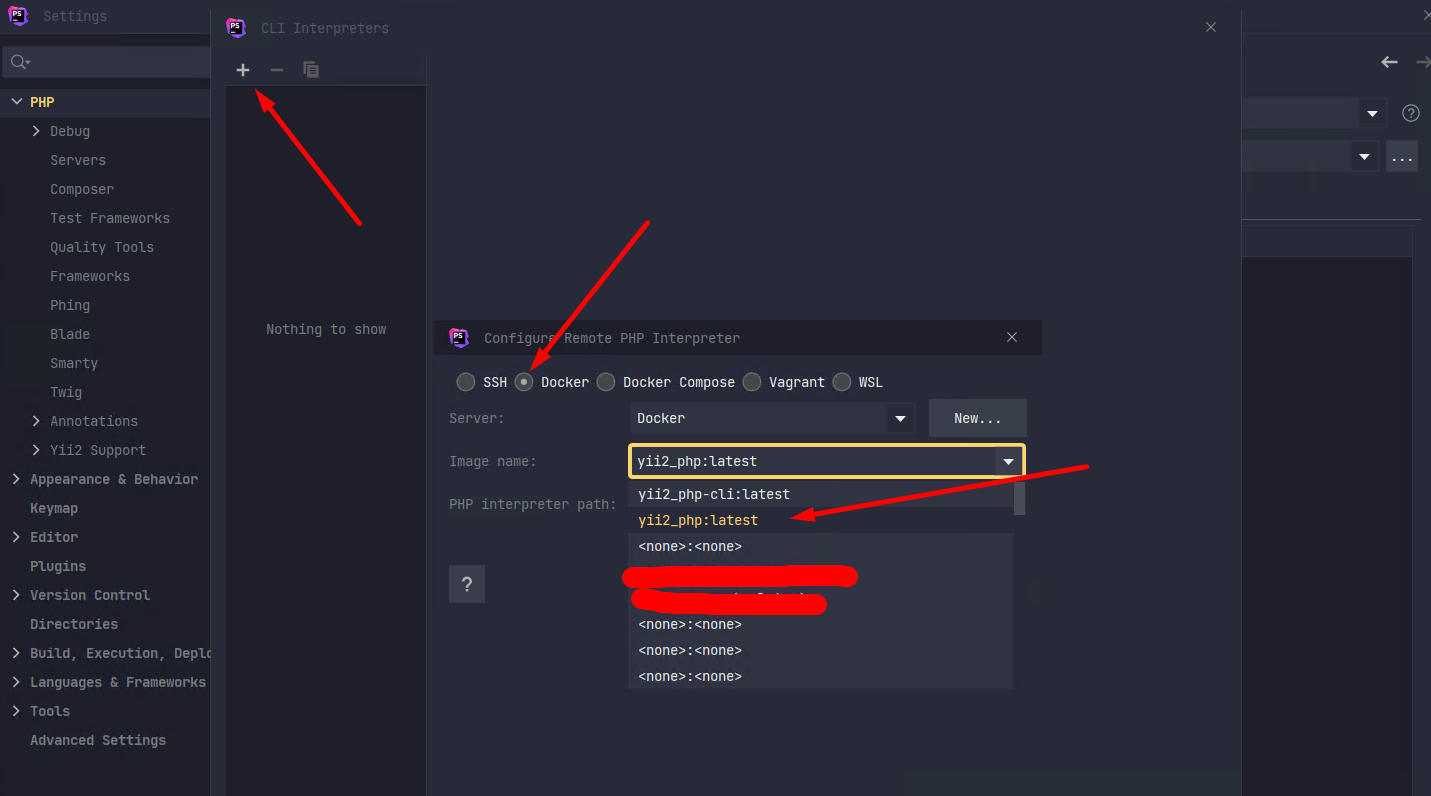 Settings
PHP
Debug
Servers
Composer
Test Frameworks
Quality Tools
Frameworks
Phing
Blade
Smarty
Twig
Annotations
Yii2 Support
Appearance & Behavior
Keymap
Editor
Plugins
Version Control
Directories
Build, Execution, Deplo
Languages & Frameworks
Tools
Advanced Settings
PS
CLI Interpreters
Nothing to show
PS
Configure Remote PHP Interpreter
SSH Docker Docker Compose Vagrant WSL
Server: Docker New...
Image name: yii2_php:latest
yii2_php-cli:latest
PHP interpreter path:
yii2_php:latest
<none>:<none>
<none>:<none>
<none>:<none>
<none>:<none>
?
?
...
PS